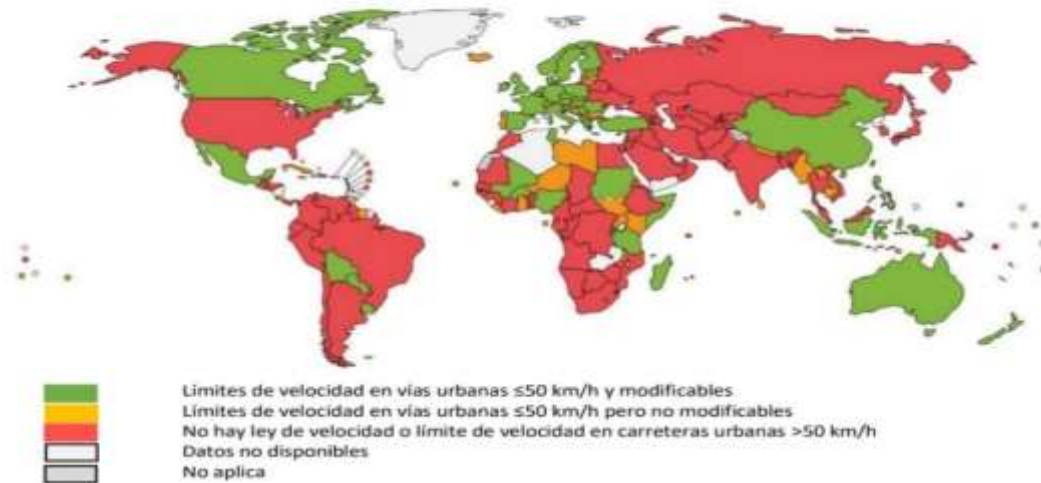 Límites de velocidad en vías urbanas ≤50 km/h y modificables
Límites de velocidad en vías urbanas ≤50 km/h pero no modificables
No hay ley de velocidad o límite de velocidad en carreteras urbanas >50 km/h
Datos no disponibles
No aplica